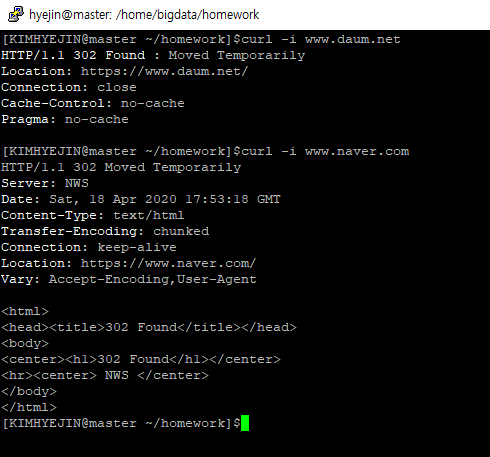 hyejin@master: /home/bigdata/homework
[KIMHYEJIN@master ~/homework]$curl -i www.daum.net
HTTP/1.1 302 Found : Moved Temporarily
Location: https://www.daum.net/
Connection: close
Cache-Control: no-cache
Pragma: no-cache
[KIMHYEJIN@master ~/homework]$curl -i www.naver.com
HTTP/1.1 302 Moved Temporarily
Server: NWS
Date: Sat, 18 Apr 2020 17:53:18 GMT
Content-Type: text/html
Transfer-Encoding: chunked
Connection: keep-alive
Location: https://www.naver.com/
Vary: Accept-Encoding,User-Agent
<html>
<head><title>302 Found</title></head>
<body>
<center><h1>302 Found</h1></center>
<hr><center> NWS </center>
</body>
</html>
[KIMHYEJIN@master ~/homework]$